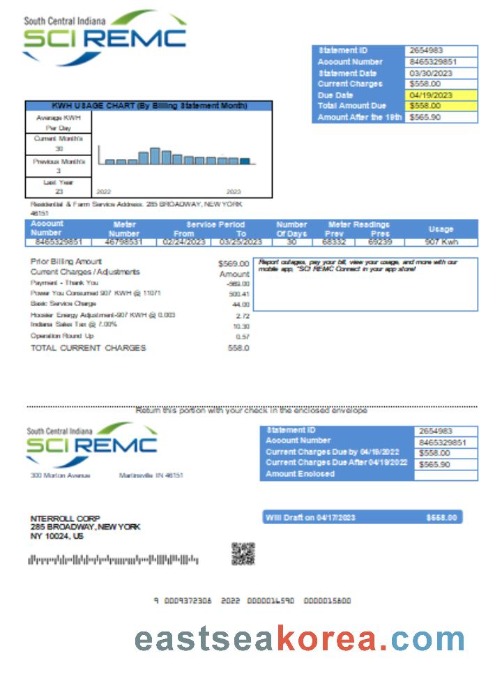 South Central Indiana
SCI REMC
Statement ID 2654983
Account Number 8465329851
Statement Date 03/30/2023
Current Charges $558.00
Due Date 04/19/2023
Total Amount Due $558.00
Amount After the 19th $565.90
KWH USAGE CHART (By Billing Statement Month)
Average KWH
Per Day
Current Month's
30
Previous Month's
3
Last Year
23
2022 2023
Residential & Farm Service Address: 285 BROADWAY, NEW YORK
46151
Account Number Meter Number Service Period From To Number Of Days Meter Readings Prev Pres Usage
8465329851 46798531 02/24/2023 03/25/2023 30 68332 69239 907 Kwh
Prior Billing Amount $569.00
Current Charges / Adjustments Amount
Payment - Thank You -569.00
Power You Consumed 907 KWH @ 11071 500.41
Basic Service Charge 44.00
Hoosier Energy Adjustment-907 KWH @ 0.003 2.72
Indiana Sales Tax @ 7.00% 10.30
Operation Round Up 0.57
TOTAL CURRENT CHARGES 558.0
Report outages, pay your bill, view your usage, and more with our
mobile app, "SCI REMC Connect in your app store!
Return this portion with your check in the enclosed envelope
South Central Indiana
SCI REMC
300 Morton Avenue Martinsville IN 46151
Statement ID 2654983
Account Number 8465329851
Current Charges Due by 04/19/2022 $558.00
Current Charges Due After 04/19/2022 $565.90
Amount Enclosed
NTERROLL CORP
285 BROADWAY, NEW YORK
NY 10024, US
Will Draft on 04/17/2023 $558.00
9 0009372308 2022 0000016590 0000015800
eastseakorea.com